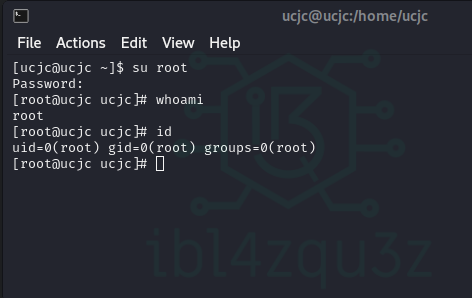 ucjc@ucjc:/home/ucjc
File Actions Edit View Help
[ucjc@ucjc ~]$ su root
Password:
[root@ucjc ucjc]# whoami
root
[root@ucjc ucjc]# id
uid=0(root) gid=0(root) groups=0(root)
[root@ucjc ucjc]#
ibl4zqu3z